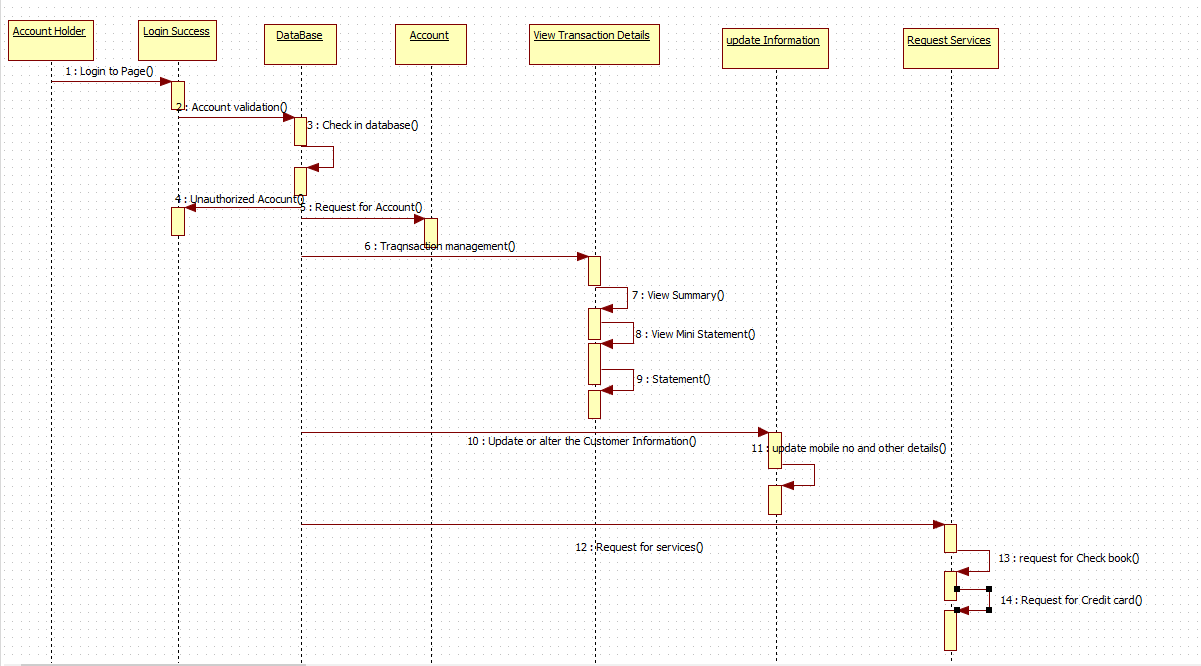 Account Holder
Login Success
DataBase
Account
View Transaction Details
update Information
Request Services
1 : Login to Page()
2 : Account validation()
3 : Check in database()
4 : Unauthorized Acocunt()
5 : Request for Account()
6 : Traqnsaction management()
7 : View Summary()
8 : View Mini Statement()
9 : Statement()
10 : Update or alter the Customer Information()
11 : update mobile no and other details()
12 : Request for services()
13 : request for Check book()
14 : Request for Credit card()